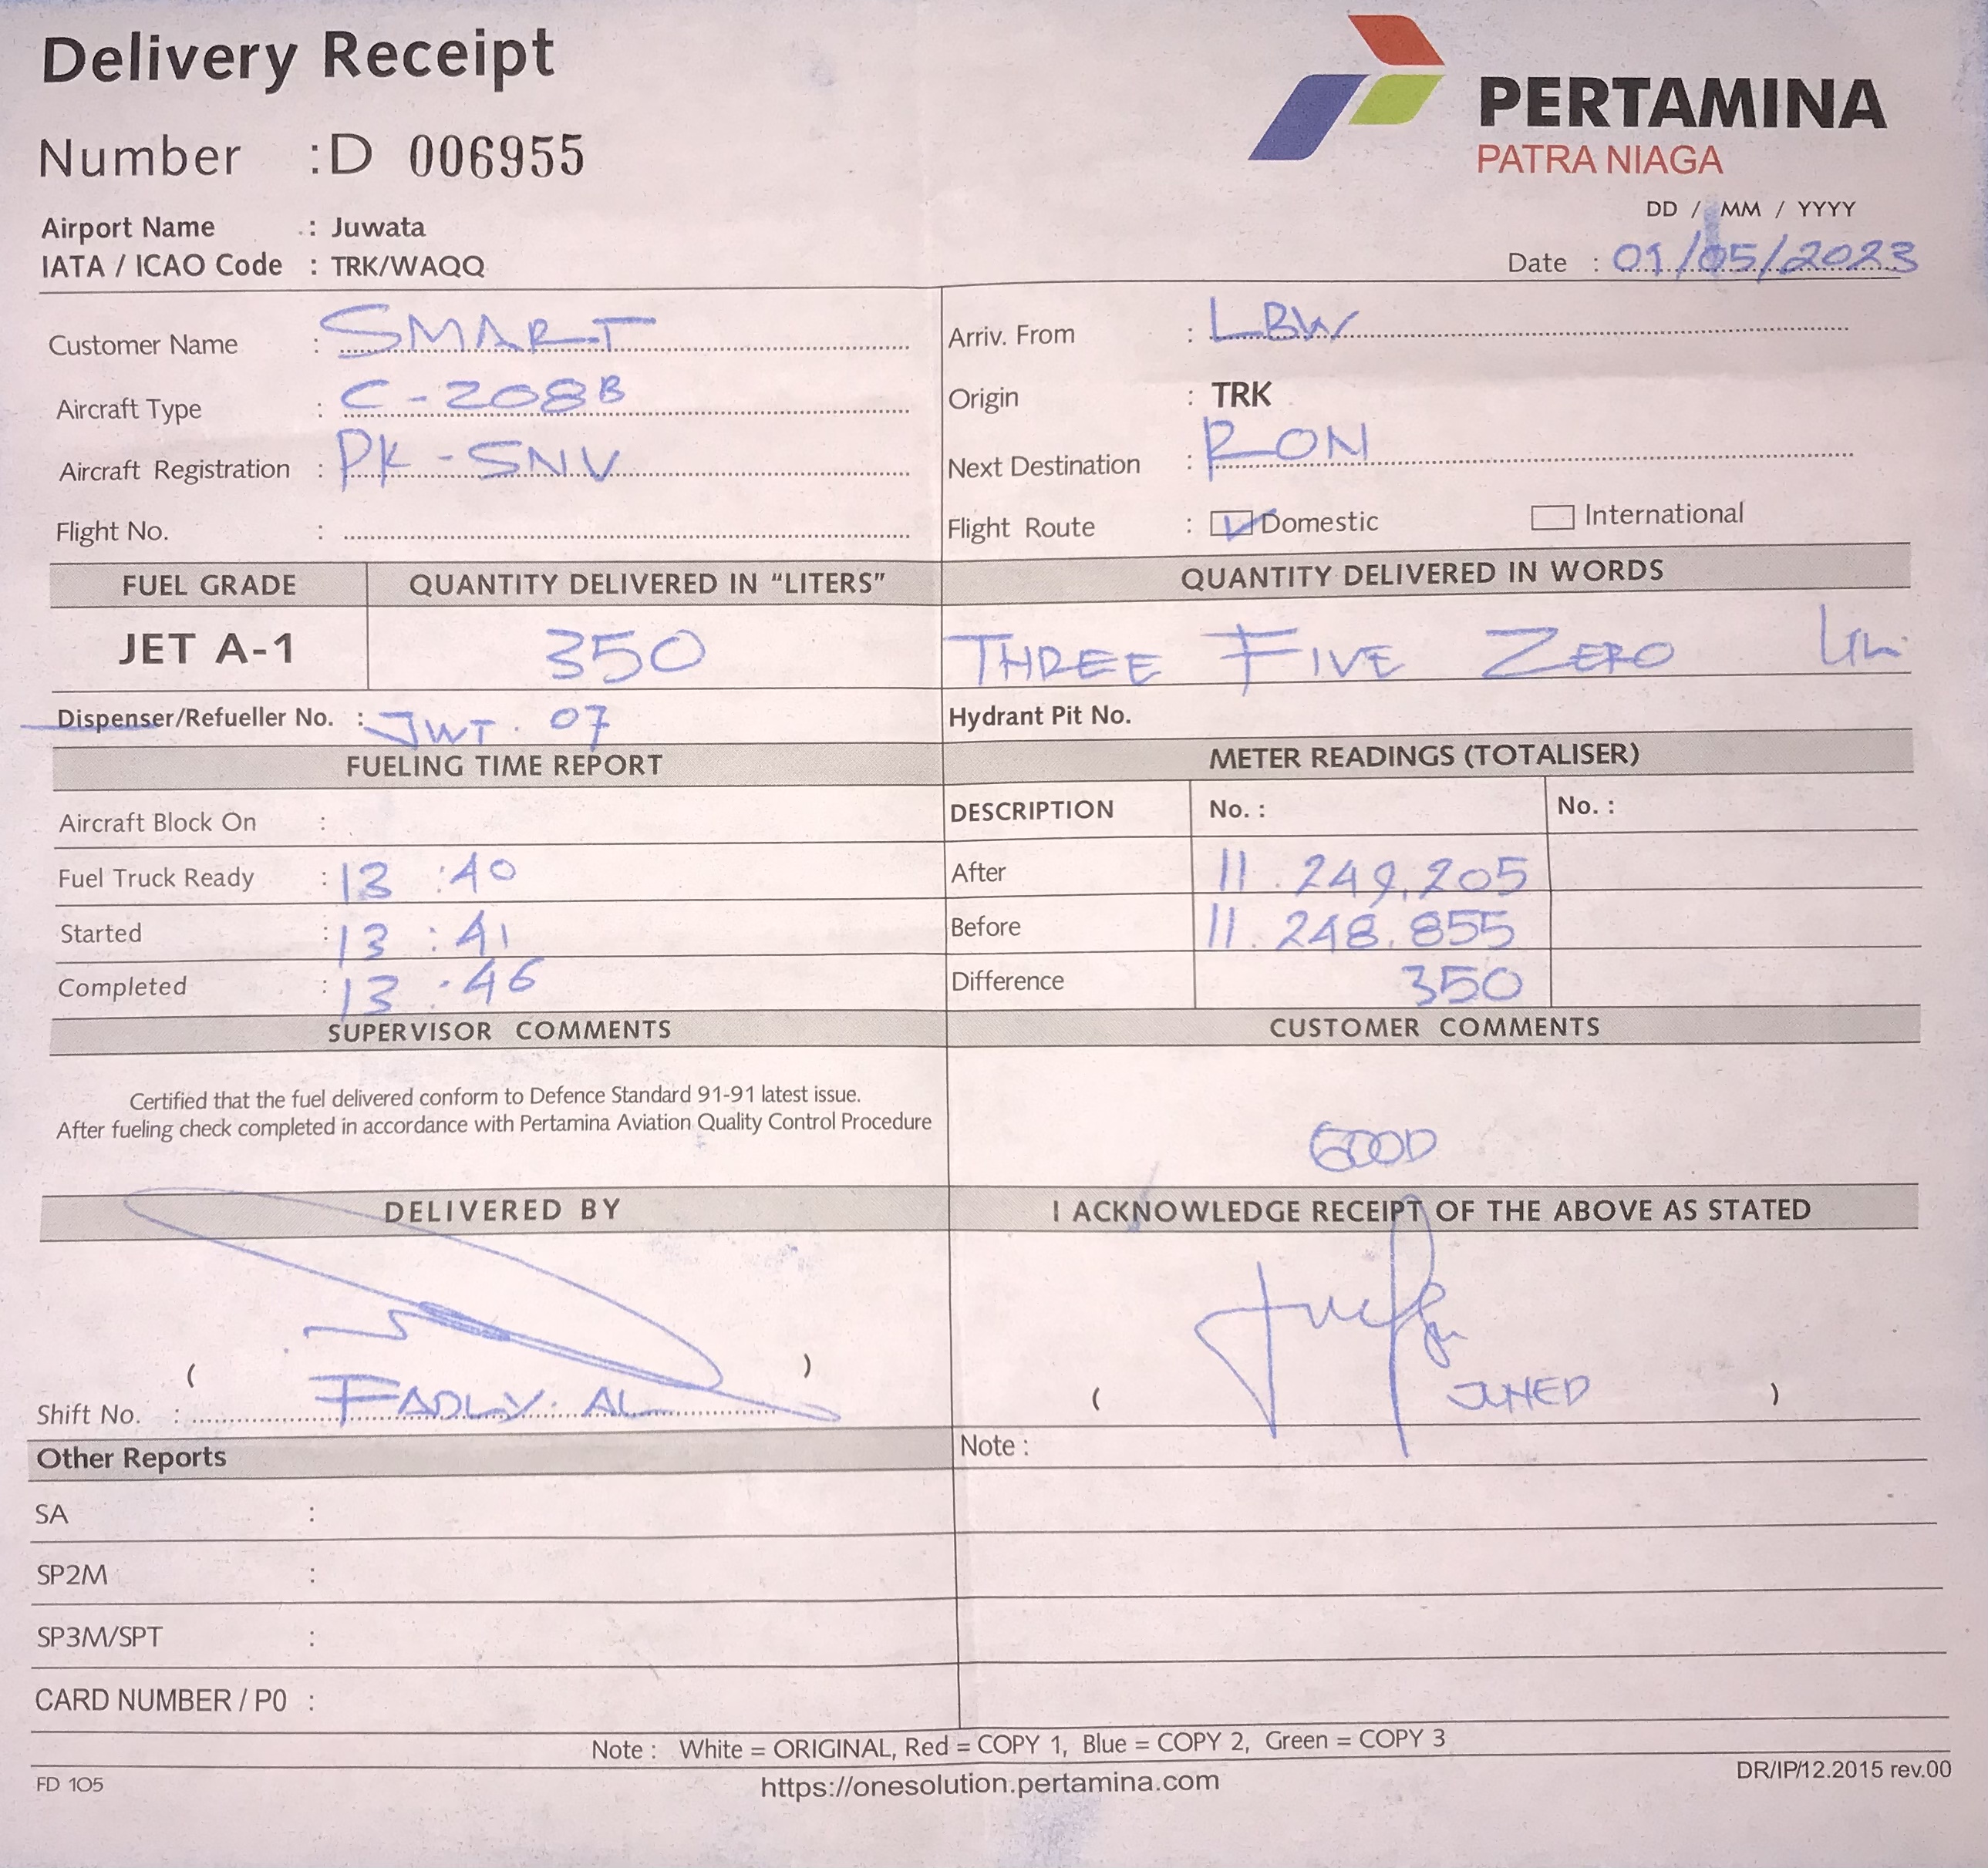 Delivery Receipt
PERTAMINA
PATRA NIAGA
Number : D 006955
Airport Name : Juwata
DD / MM / YYYY
IATA / ICAO Code : TRK/WAQQ
Date : 01/05/2023
Customer Name : SMART
Arriv. From : LBW
Aircraft Type : C-208B
Origin : TRK
Aircraft Registration : PK-SNV
Next Destination : RON
Flight No. :
Flight Route : Domestic International
FUEL GRADE QUANTITY DELIVERED IN “LITERS” QUANTITY DELIVERED IN WORDS
JET A-1 350 THREE FIVE ZERO
Dispenser/Refueller No. : JWT. 07 Hydrant Pit No.
FUELING TIME REPORT METER READINGS (TOTALISER)
Aircraft Block On : DESCRIPTION No. : No. :
Fuel Truck Ready : 13 :40 After 11.249.205
Started : 13 :41 Before 11.248.855
Completed : 13 :46 Difference 350
SUPERVISOR COMMENTS CUSTOMER COMMENTS
Certified that the fuel delivered conform to Defence Standard 91-91 latest issue.
After fueling check completed in accordance with Pertamina Aviation Quality Control Procedure
GOOD
DELIVERED BY I ACKNOWLEDGE RECEIPT OF THE ABOVE AS STATED
( ) ( )
Shift No. : FADLY. AL
Other Reports Note :
SA :
SP2M :
SP3M/SPT :
CARD NUMBER / P0 :
Note : White = ORIGINAL, Red = COPY 1, Blue = COPY 2, Green = COPY 3
FD 105 https://onesolution.pertamina.com DR/IP/12.2015 rev.00